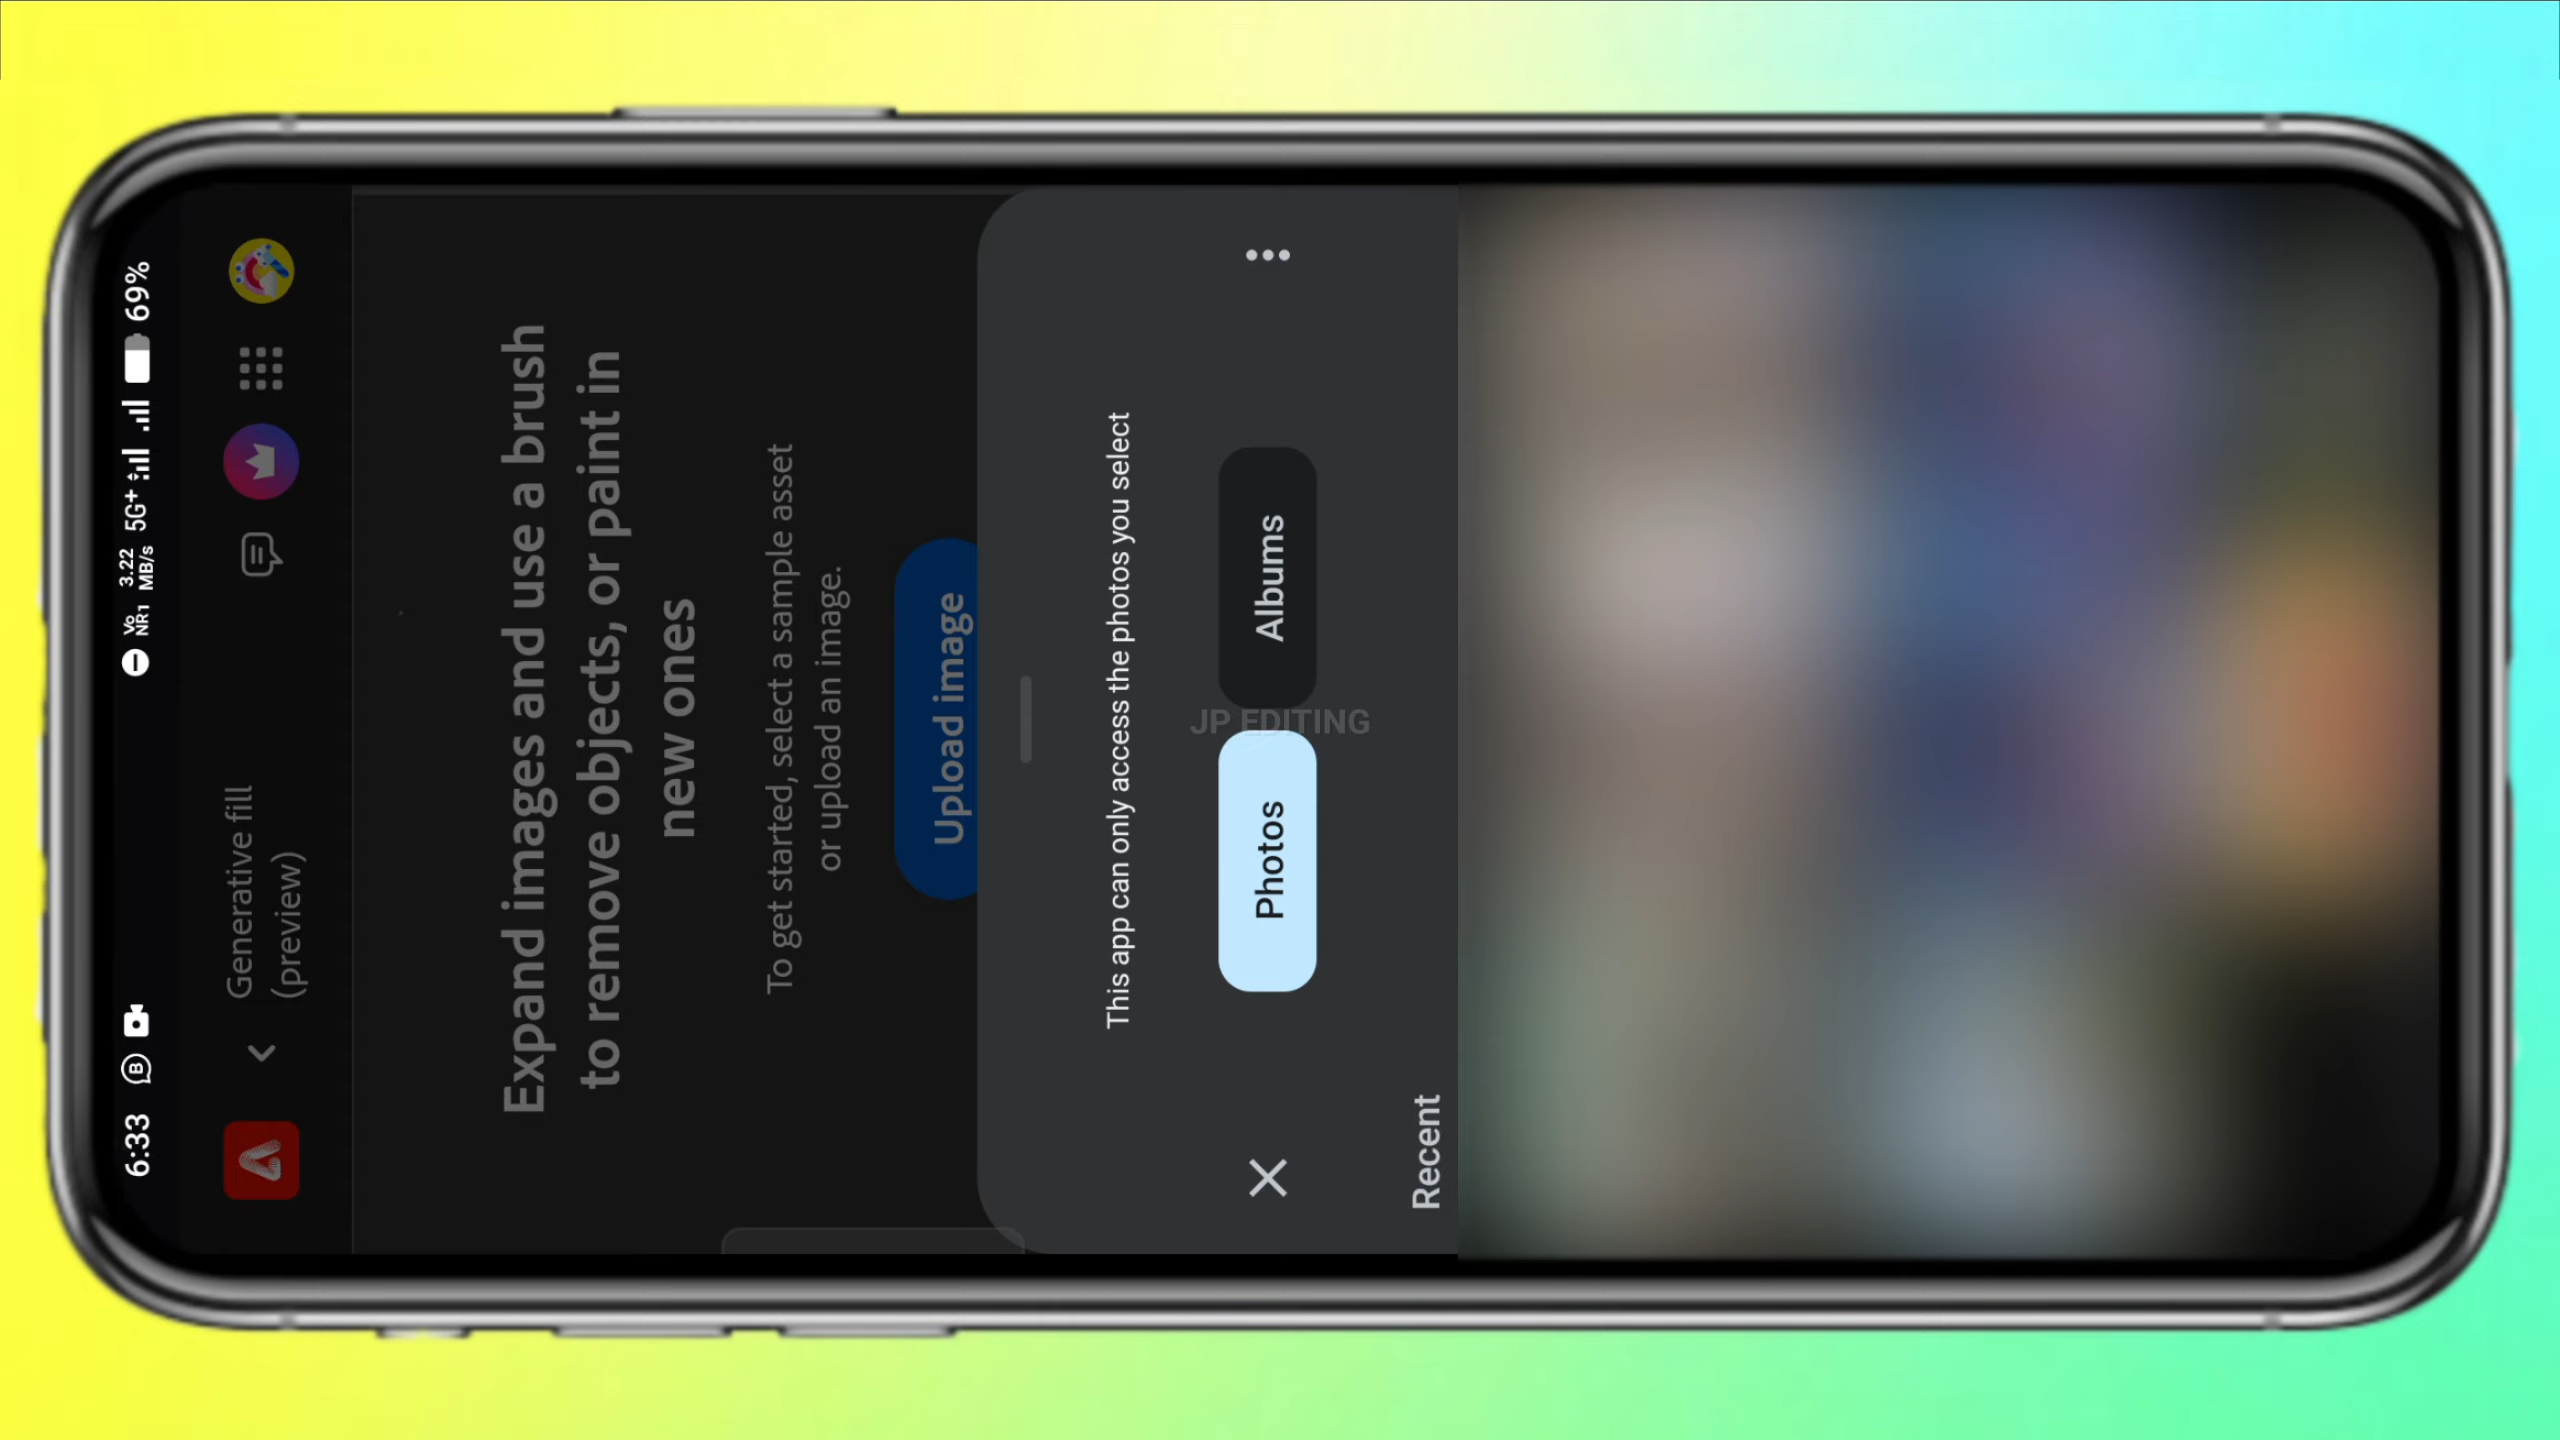 6:33
Vo
NR1
3.22
MB/s
5G+
69%
Generative fill
(preview)
Expand images and use a brush
to remove objects, or paint in
new ones
To get started, select a sample asset
or upload an image.
Upload image
This app can only access the photos you select
Photos
Albums
Recent
JP EDITING